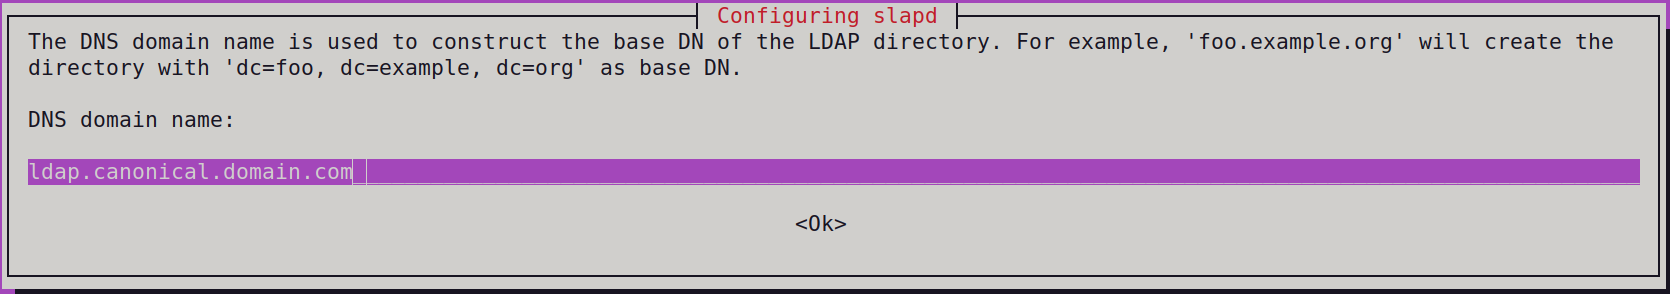 Configuring slapd
The DNS domain name is used to construct the base DN of the LDAP directory. For example, 'foo.example.org' will create the
directory with 'dc=foo, dc=example, dc=org' as base DN.
DNS domain name:
ldap.canonical.domain.com
<Ok>